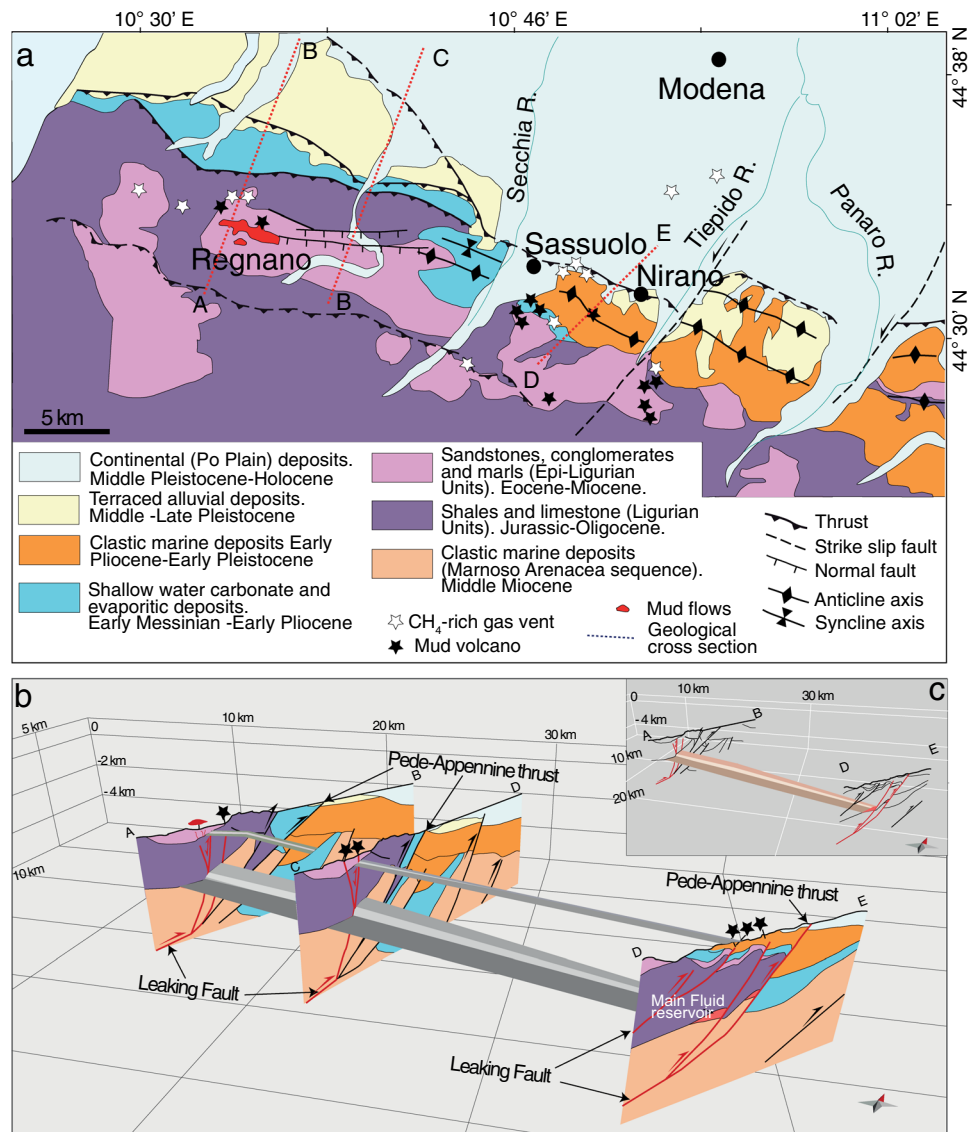 10° 30’ E
10° 46’ E
11° 02’ E
44° 38’ N
44° 30’ N
a
B
C
Modena
Secchia R.
Tiepido R.
Panaro R.
E
Sassuolo
Nirano
Regnano
A
B
D
5 km
Continental (Po Plain) deposits.
Middle Pleistocene-Holocene
Terraced alluvial deposits.
Middle -Late Pleistocene
Clastic marine deposits Early
Pliocene-Early Pleistocene
Shallow water carbonate and
evaporitic deposits.
Early Messinian -Early Pliocene
Sandstones, conglomerates
and marls (Epi-Ligurian
Units). Eocene-Miocene.
Shales and limestone (Ligurian
Units). Jurassic-Oligocene.
Clastic marine deposits
(Marnoso Arenacea sequence).
Middle Miocene
CH4-rich gas vent
Mud volcano
Mud flows
Geological
cross section
Thrust
Strike slip fault
Normal fault
Anticline axis
Syncline axis
b
5 km
0
10 km
20 km
30 km
-2 km
- 4 km
10 km
Pede-Appennine thrust
A
B
C
D
Leaking Fault
Pede-Appennine thrust
D
E
Main Fluid
reservoir
Leaking Fault
c
0
10 km
30 km
- 4 km
10 km
20 km
A
B
D
E